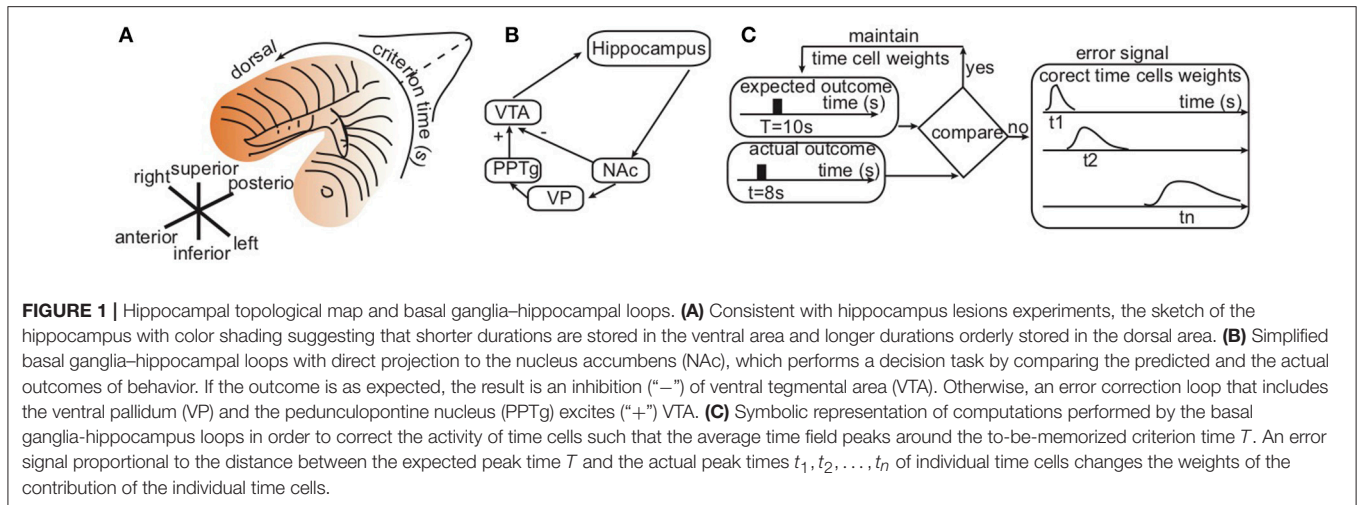 A
dorsal
criterion time (s)
right
superior
posterio
anterior
inferior
left
B
Hippocampus
VTA
+
-
PPTg
NAc
VP
C
maintain
time cell weights
yes
expected outcome
time (s)
T=10s
compare
no
actual outcome
time (s)
t=8s
error signal
corect time cells weights
time (s)
t1
t2
tn
FIGURE 1 | Hippocampal topological map and basal ganglia–hippocampal loops. (A) Consistent with hippocampus lesions experiments, the sketch of the
hippocampus with color shading suggesting that shorter durations are stored in the ventral area and longer durations orderly stored in the dorsal area. (B) Simplified
basal ganglia–hippocampal loops with direct projection to the nucleus accumbens (NAc), which performs a decision task by comparing the predicted and the actual
outcomes of behavior. If the outcome is as expected, the result is an inhibition (“−”) of ventral tegmental area (VTA). Otherwise, an error correction loop that includes
the ventral pallidum (VP) and the pedunculopontine nucleus (PPTg) excites (“+”) VTA. (C) Symbolic representation of computations performed by the basal
ganglia-hippocampus loops in order to correct the activity of time cells such that the average time field peaks around the to-be-memorized criterion time T. An error
signal proportional to the distance between the expected peak time T and the actual peak times t1, t2, . . . , tn of individual time cells changes the weights of the
contribution of the individual time cells.